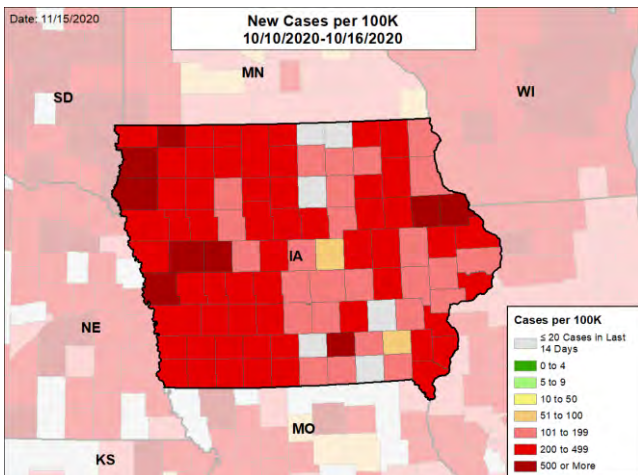 Date: 11/15/2020
New Cases per 100K
10/10/2020-10/16/2020
MN
SD
WI
IA
NE
MO
KS
Cases per 100K
≤ 20 Cases in Last
14 Days
0 to 4
5 to 9
10 to 50
51 to 100
101 to 199
200 to 499
500 or More